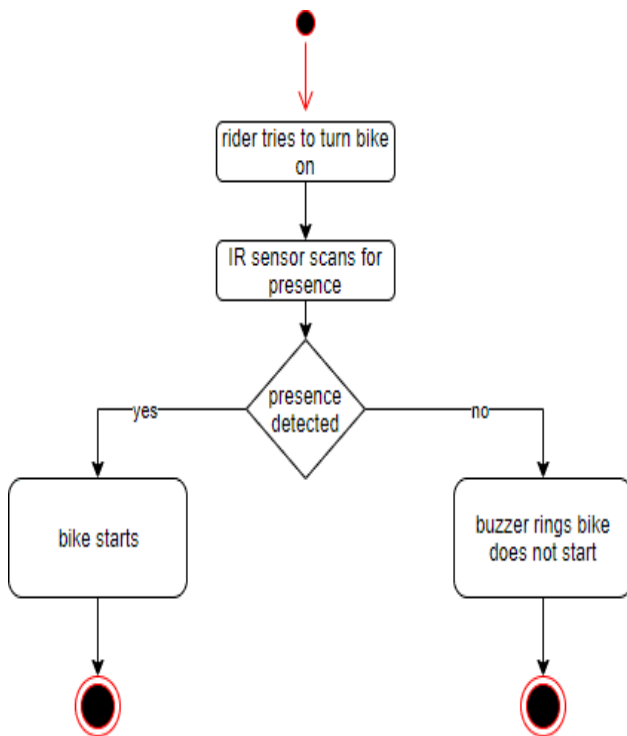 rider tries to turn bike
on
IR sensor scans for
presence
presence
detected
yes
no
bike starts
buzzer rings bike
does not start